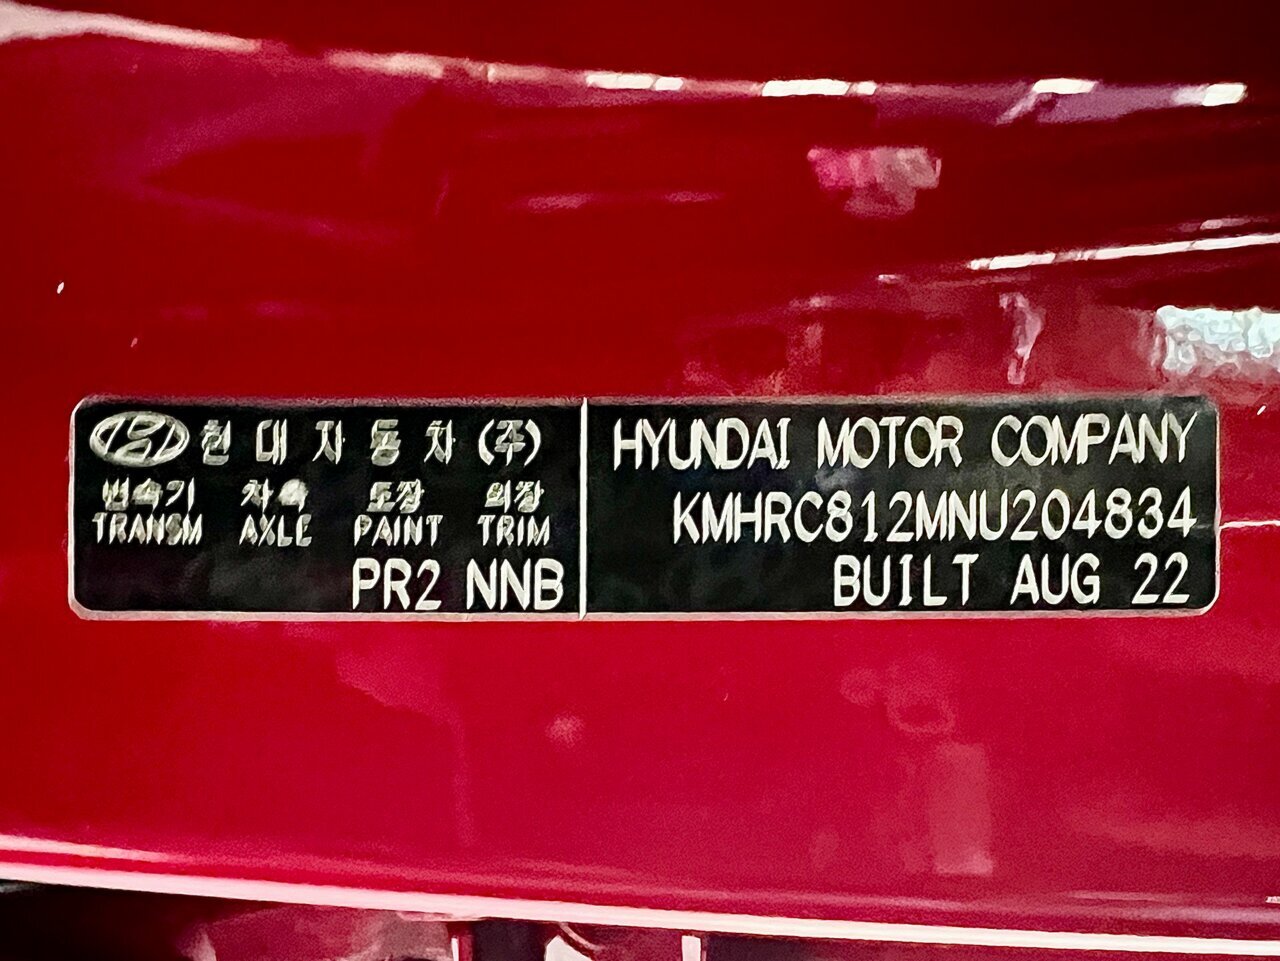 현대자동차(주)
변속기 차축 도장 의장
TRANSM AXLE PAINT TRIM
PR2 NNB
HYUNDAI MOTOR COMPANY
KMHRC812MNU204834
BUILT AUG 22